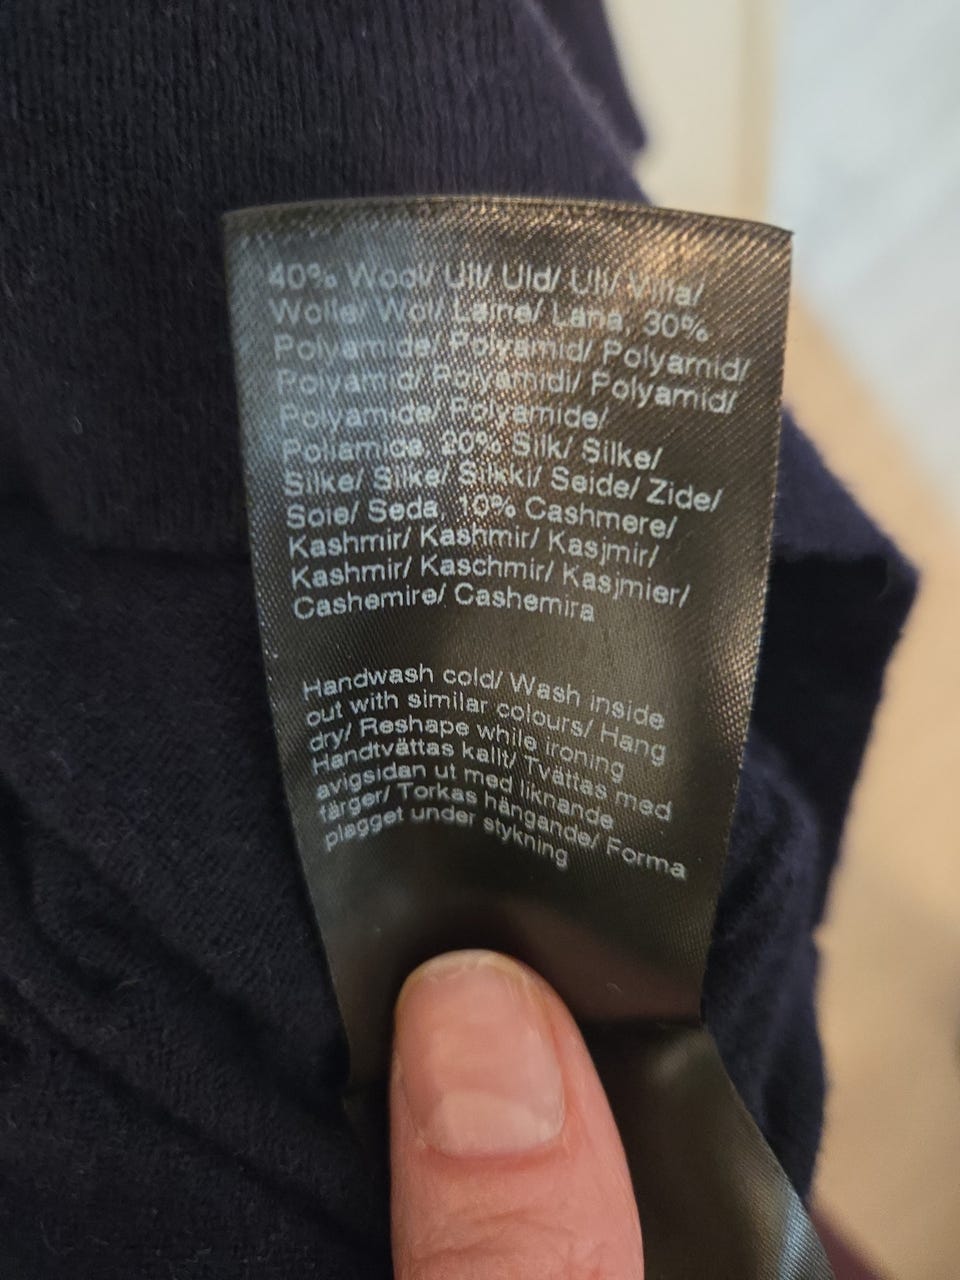 40% Wool/ Ull/ Uld/ Ull/ Villa/
Wolle/ Wol/ Laine/ Lana, 30%
Polyamide/ Polyamid/ Polyamid/
Polyamid/ Polyamidi/ Polyamid/
Polyamide/ Polyamide/
Poliamida, 20% Silk/ Silke/
Silke/ Silke/ Silkki/ Seide/ Zide/
Soie/ Seda, 10% Cashmere/
Kashmir/ Kashmir/ Kasjmir/
Kashmir/ Kaschmir/ Kasjmier/
Cashemire/ Cashemira
Handwash cold/ Wash inside
out with similar colours/ Hang
dry/ Reshape while ironing
Handtvättas kallt/ Tvättas med
avigsidan ut med liknande
färger/ Torkas hängande/ Forma
plagget under stykning